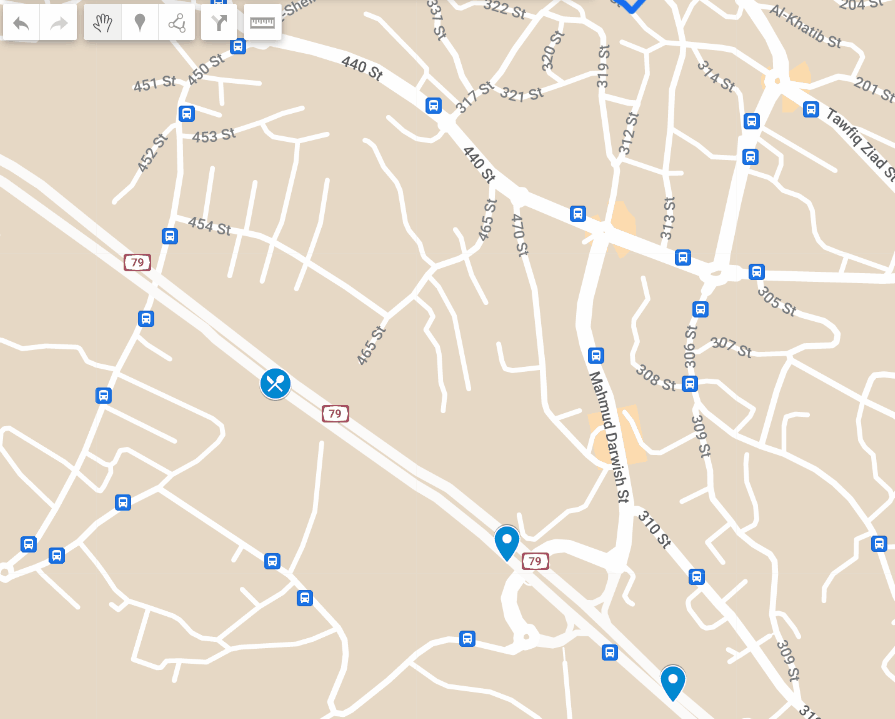 322 St
204 St
Al-Khatib St
337 St
320 St
319 St
440 St
314 St
451 St
450 St
317 St
321 St
201 St
Tawfiq Ziad St
453 St
312 St
452 St
440 St
465 St
454 St
470 St
313 St
79
305 St
465 St
306 St
307 St
308 St
79
Mahmud Darwish St
309 St
310 St
79
309 St